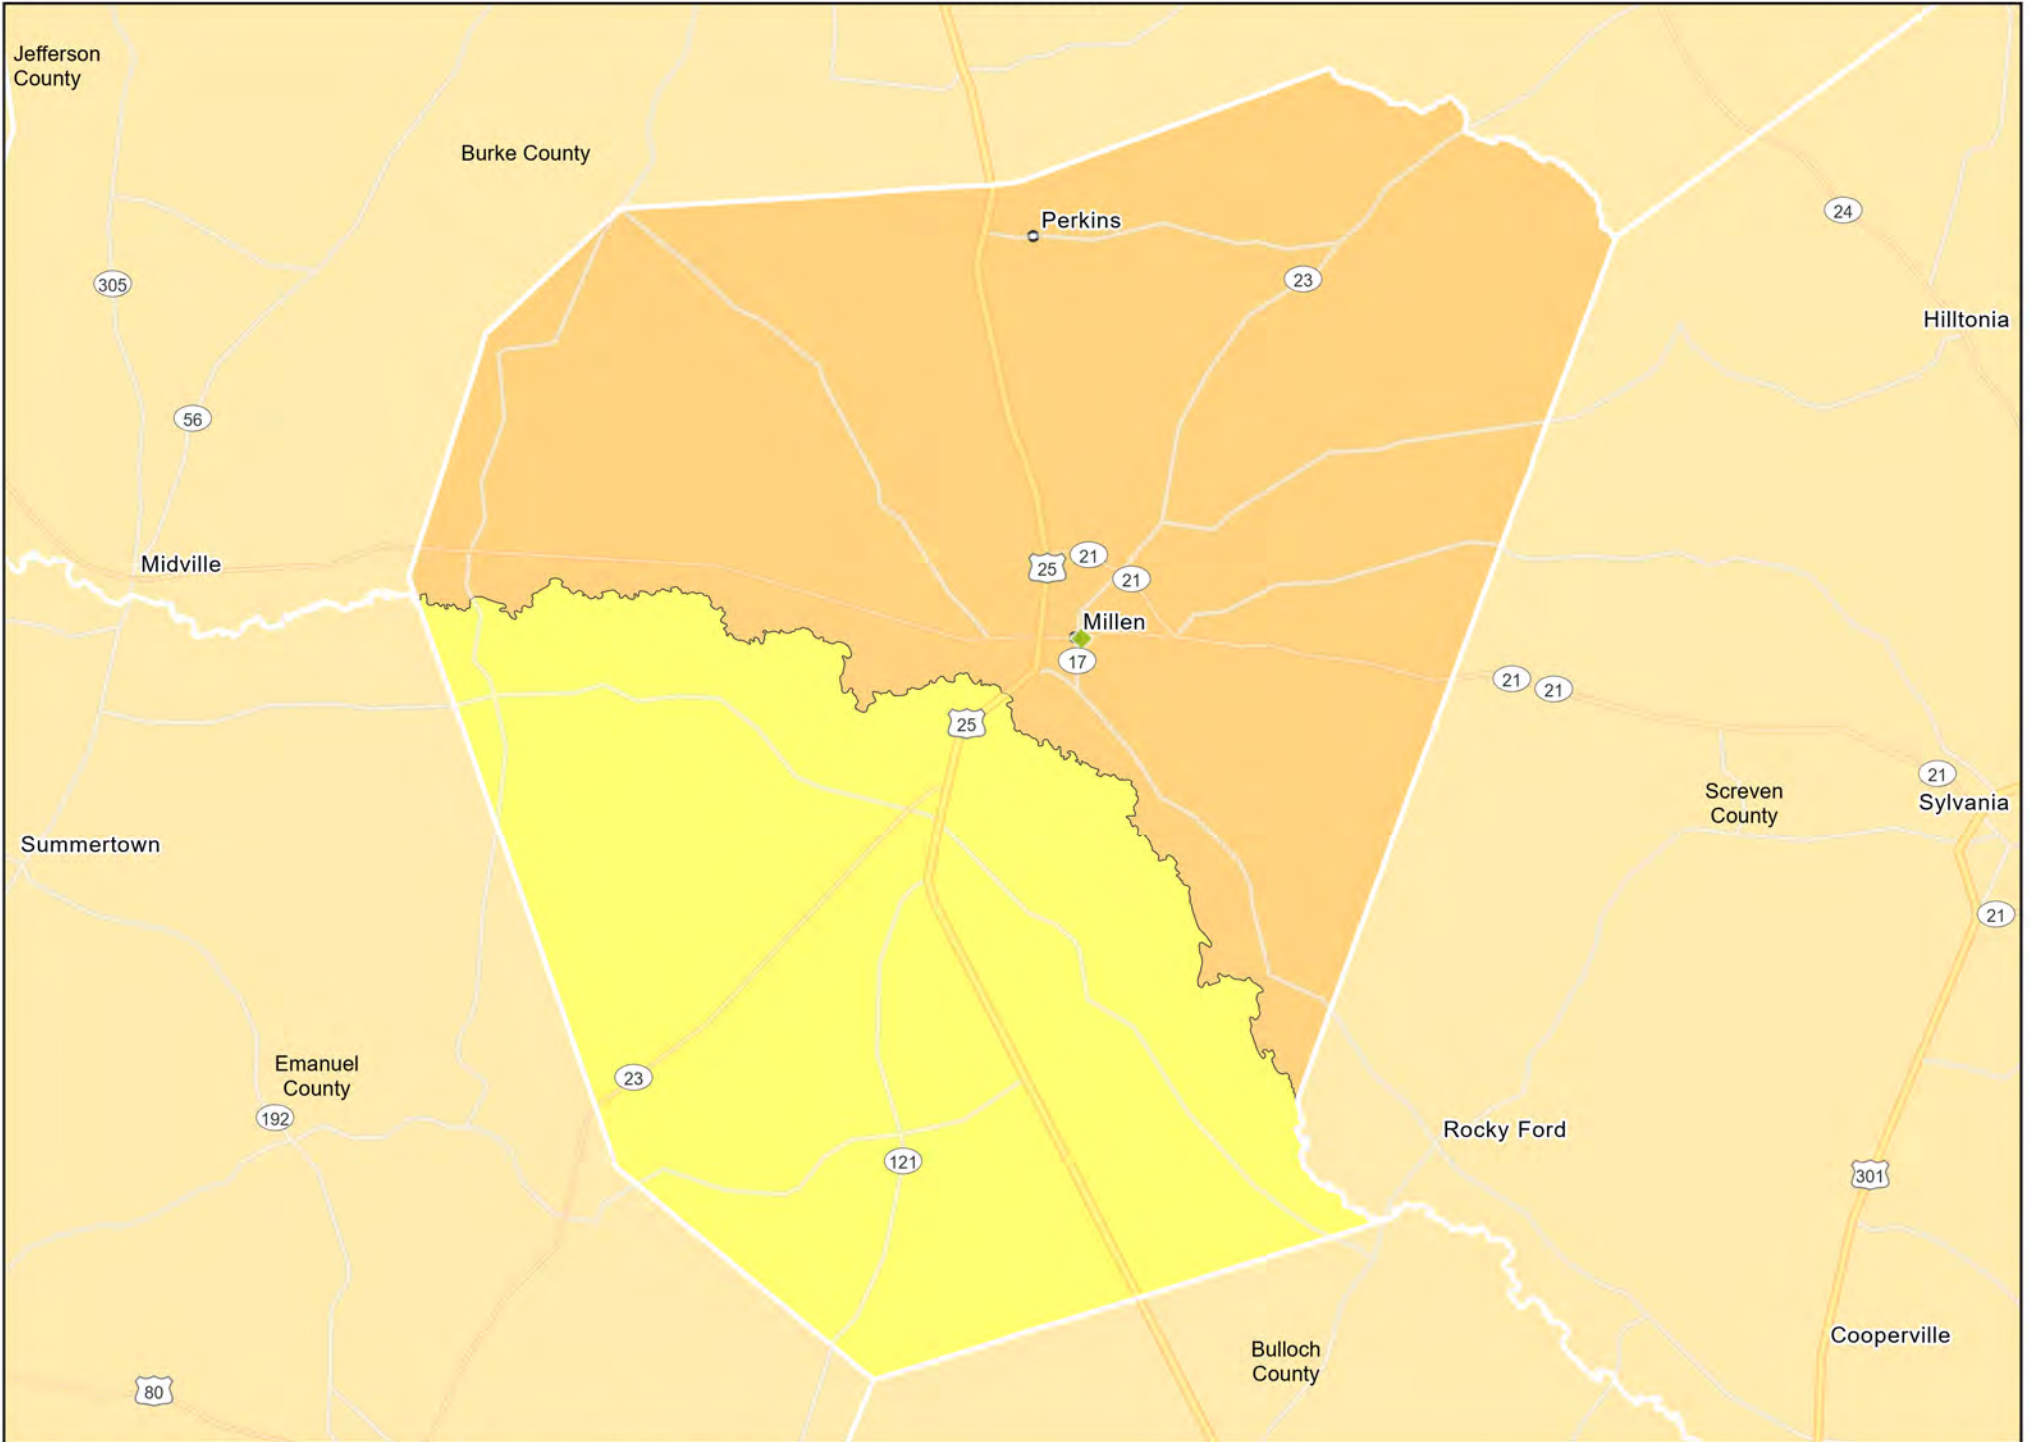 Jefferson
County
Burke County
Perkins
24
23
305
Hilltonia
56
21
Midville
25
21
Millen
17
21
21
25
21
Screven
County
Sylvania
Summertown
21
Emanuel
County
23
192
Rocky Ford
121
301
Cooperville
Bulloch
County
80